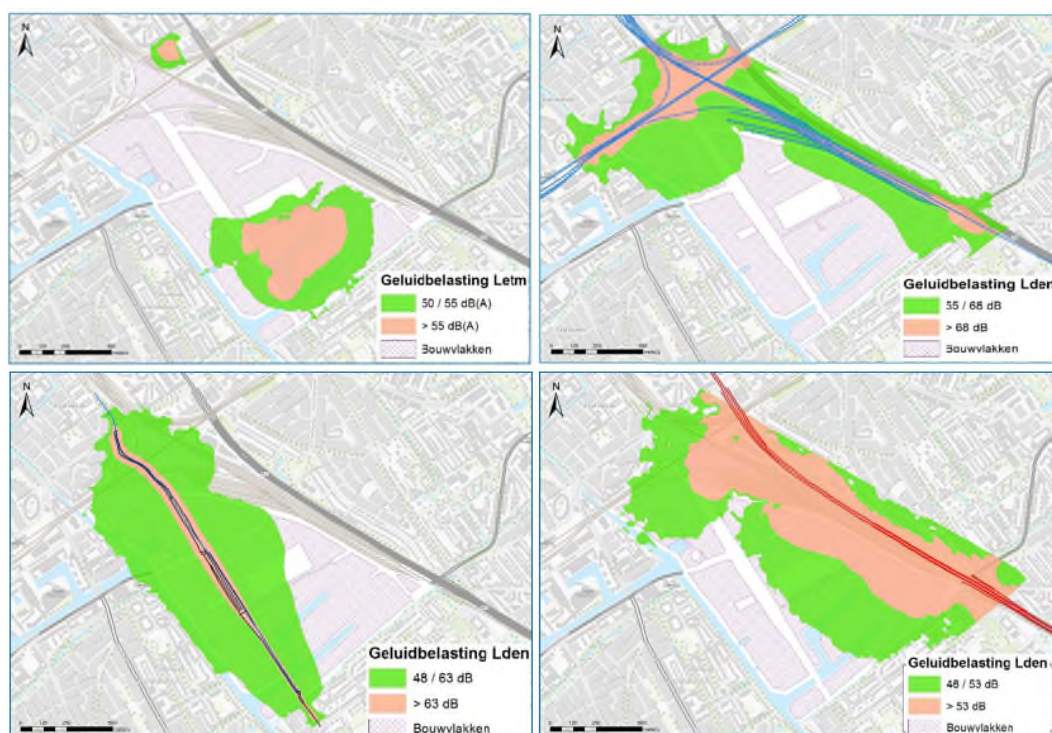 N
Geluidbelasting Letm
50 / 55 dB(A)
> 55 dB(A)
Bouwvlakken
N
Geluidbelasting Lden
55 / 68 dB
> 68 dB
Bouwvlakken
N
Geluidbelasting Lden
48 / 63 dB
> 63 dB
Bouwvlakken
N
Geluidbelasting Lden
48 / 53 dB
> 53 dB
Bouwvlakken